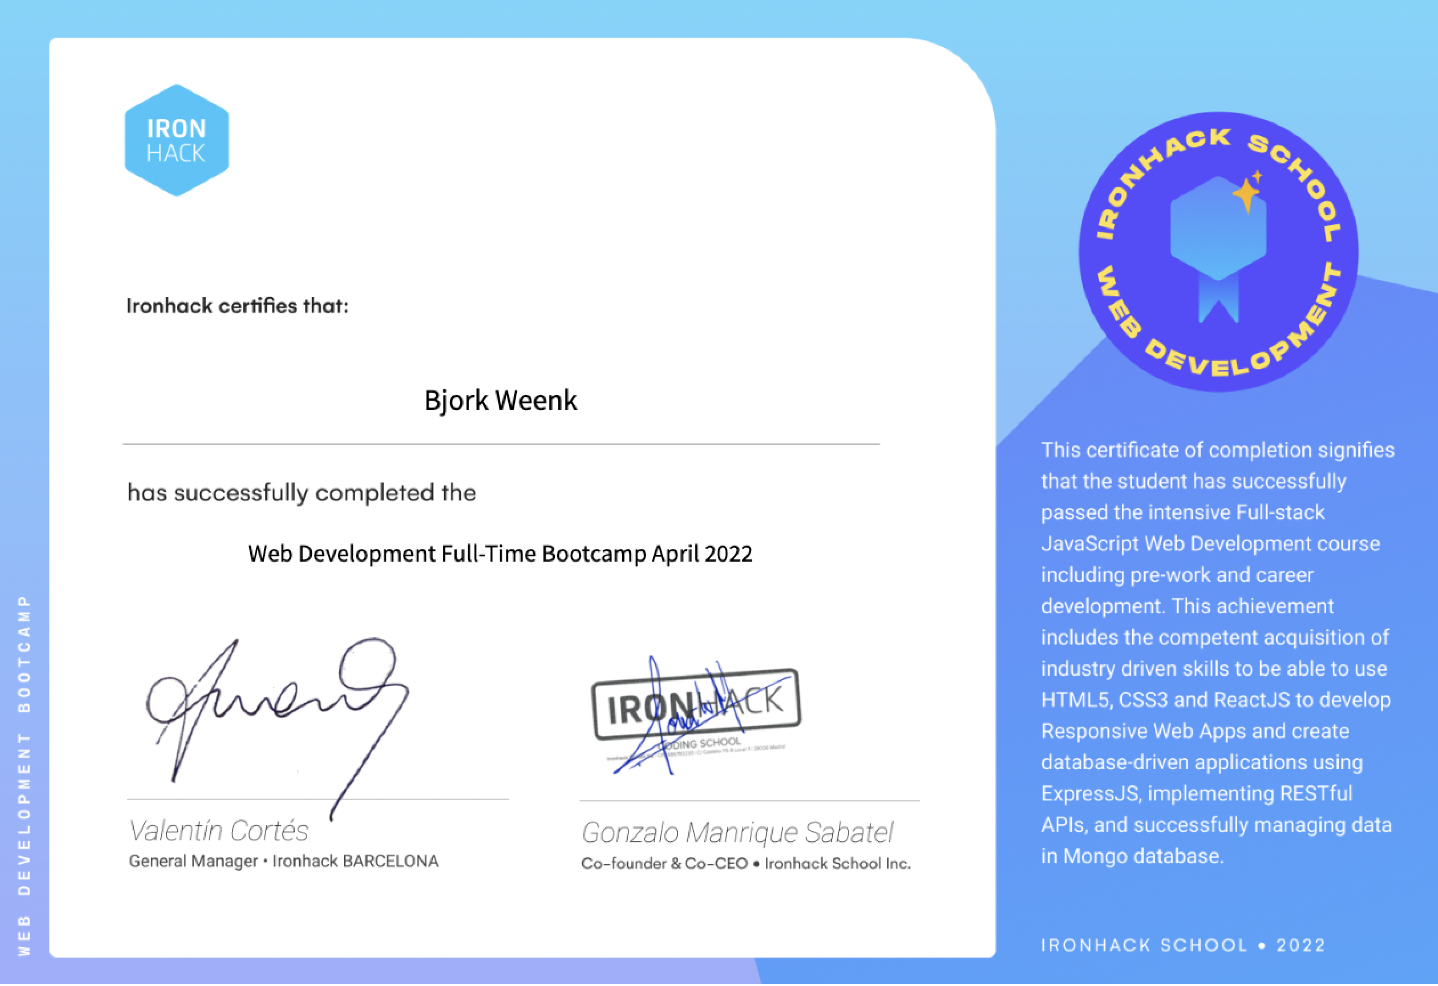 IRON
HACK
Ironhack certifies that:
Bjork Weenk
has successfully completed the
Web Development Full-Time Bootcamp April 2022
IRONHACK
CODING SCHOOL
Valentín Cortés
General Manager • Ironhack BARCELONA
Gonzalo Manrique Sabatel
Co-founder & Co-CEO • Ironhack School Inc.
WEB DEVELOPMENT BOOTCAMP
IRONHACK SCHOOL
WEB DEVELOPMENT
This certificate of completion signifies
that the student has successfully
passed the intensive Full-stack
JavaScript Web Development course
including pre-work and career
development. This achievement
includes the competent acquisition of
industry driven skills to be able to use
HTML5, CSS3 and ReactJS to develop
Responsive Web Apps and create
database-driven applications using
ExpressJS, implementing RESTful
APIs, and successfully managing data
in Mongo database.
IRONHACK SCHOOL • 2022